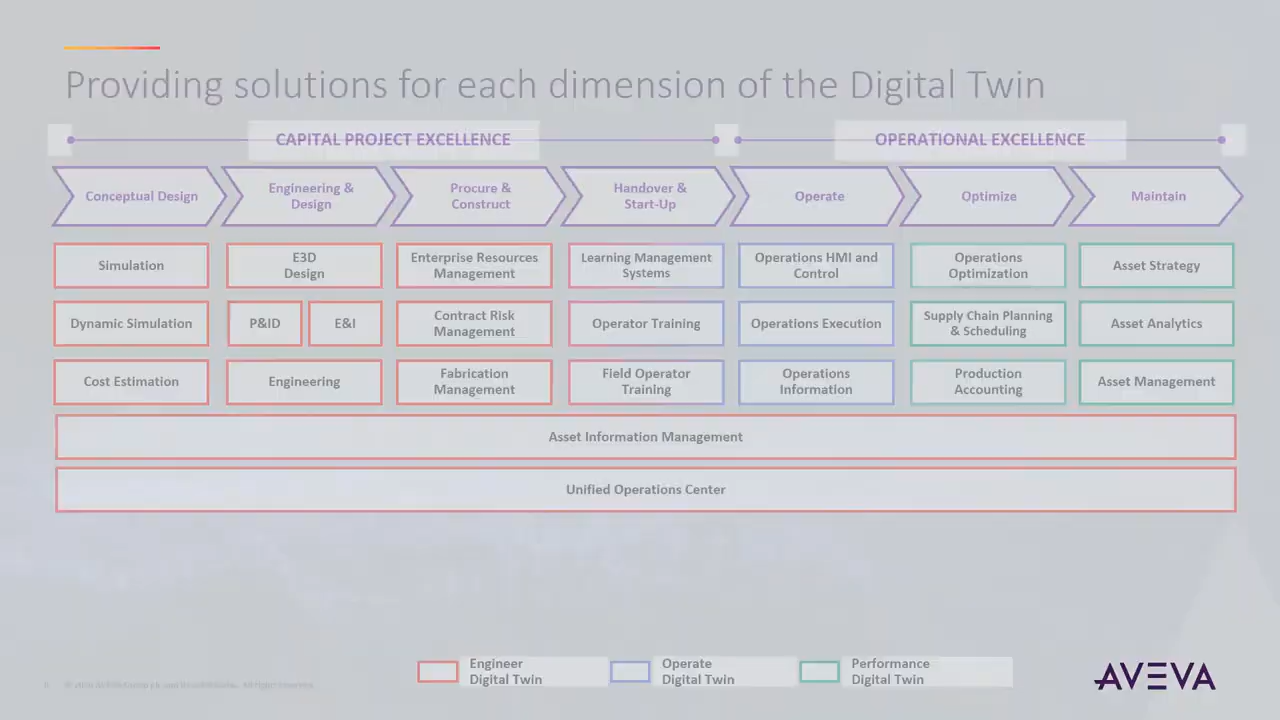 Providing solutions for each dimension of the Digital Twin
CAPITAL PROJECT EXCELLENCE
OPERATIONAL EXCELLENCE
Conceptual Design
Engineering &
Design
Procure &
Construct
Handover &
Start-Up
Operate
Optimize
Maintain
Simulation
E3D
Design
Enterprise Resources
Management
Learning Management
Systems
Operations HMI and
Control
Operations
Optimization
Asset Strategy
Dynamic Simulation
P&ID
E&I
Contract Risk
Management
Operator Training
Operations Execution
Supply Chain Planning
& Scheduling
Asset Analytics
Cost Estimation
Engineering
Fabrication
Management
Field Operator
Training
Operations
Information
Production
Accounting
Asset Management
Asset Information Management
Unified Operations Center
Engineer
Digital Twin
Operate
Digital Twin
Performance
Digital Twin
AVEVA